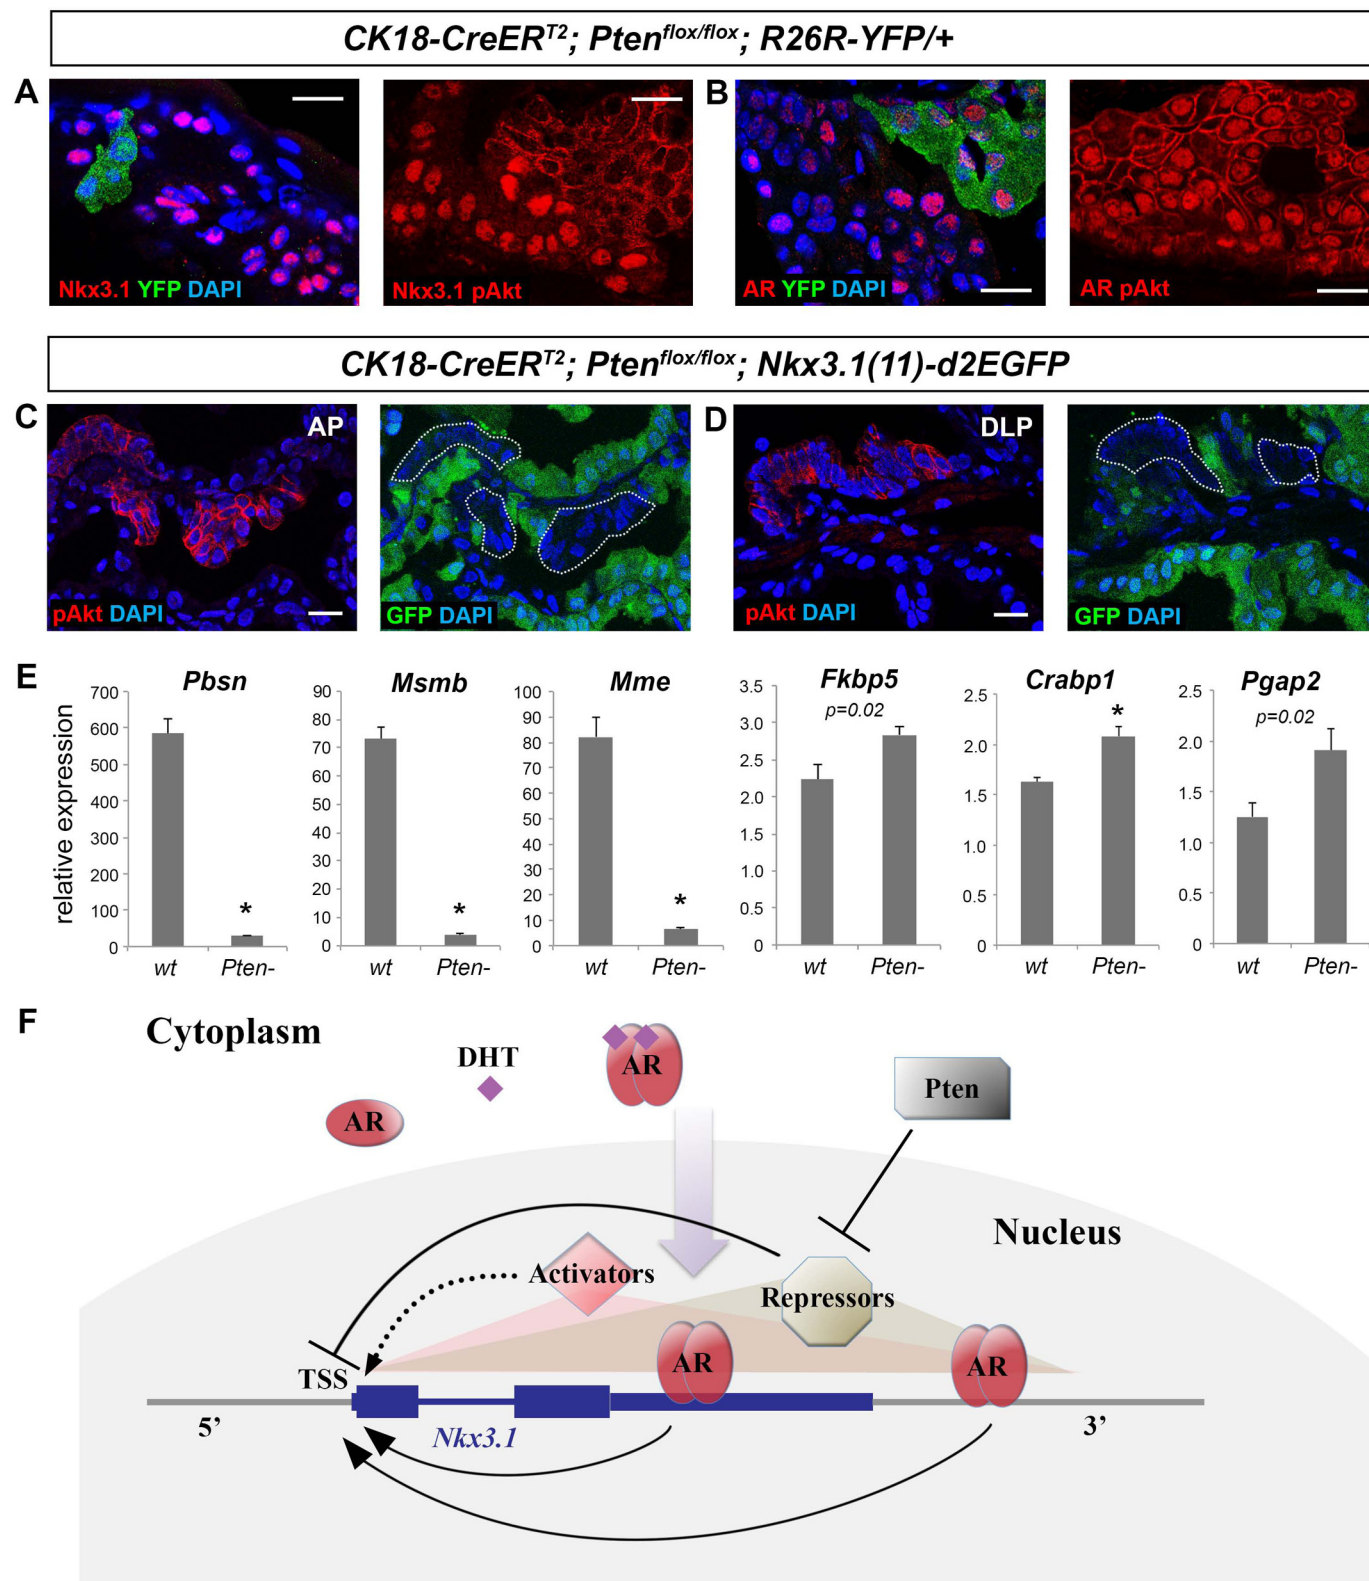 CK18-CreER^T2; Pten^flox/flox; R26R-YFP/+
A
B
Nkx3.1 YFP DAPI
Nkx3.1 pAkt
AR YFP DAPI
AR pAkt
CK18-CreER^T2; Pten^flox/flox; Nkx3.1(11)-d2EGFP
C
AP
D
DLP
pAkt DAPI
GFP DAPI
pAkt DAPI
GFP DAPI
E
relative expression
Pbsn
700
600
500
400
300
200
100
0
*
wt Pten-
Msmb
90
80
70
60
50
40
30
20
10
0
*
wt Pten-
Mme
100
90
80
70
60
50
40
30
20
10
0
*
wt Pten-
Fkbp5
p=0.02
3.5
3.0
2.5
2.0
1.5
1.0
0.5
0
wt Pten-
Crabp1
*
2.5
2.0
1.5
1.0
0.5
0
wt Pten-
Pgap2
p=0.02
2.5
2.0
1.5
1.0
0.5
0
wt Pten-
F
Cytoplasm
DHT
AR
AR
Pten
Nucleus
Activators
Repressors
TSS
AR
AR
5’
Nkx3.1
3’